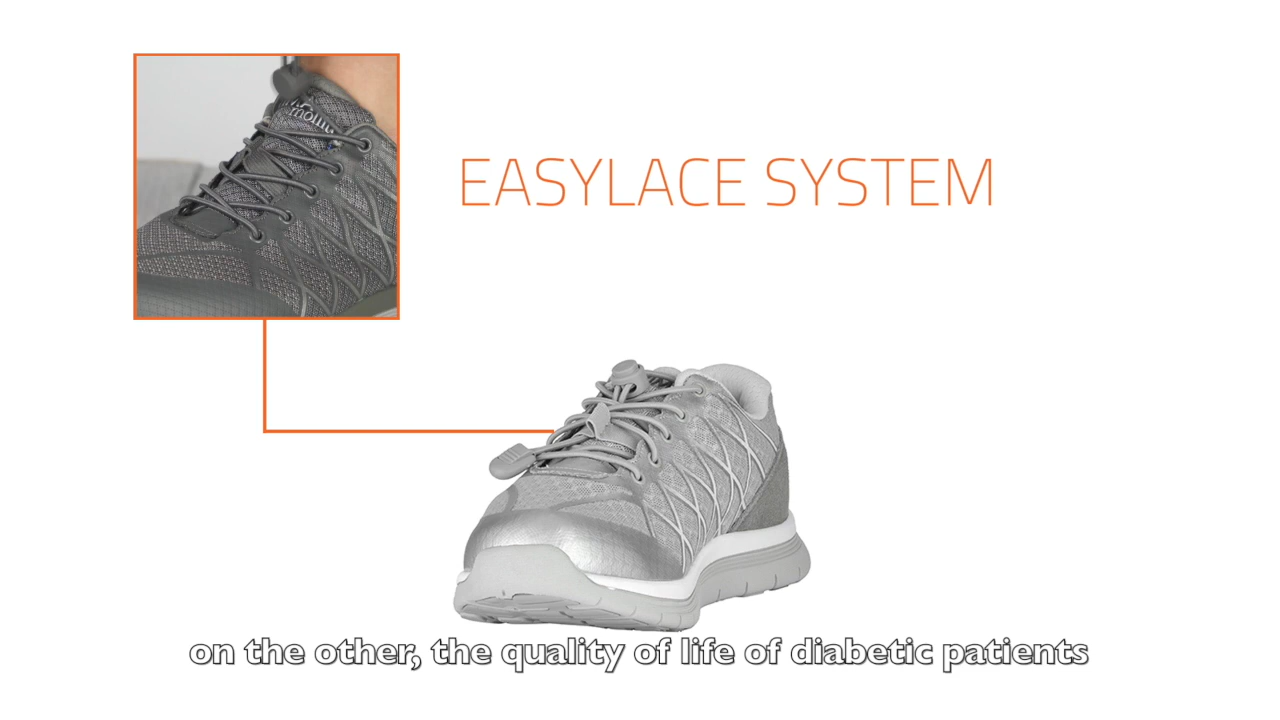 EASYLACE SYSTEM
on the other, the quality of life of diabetic patients